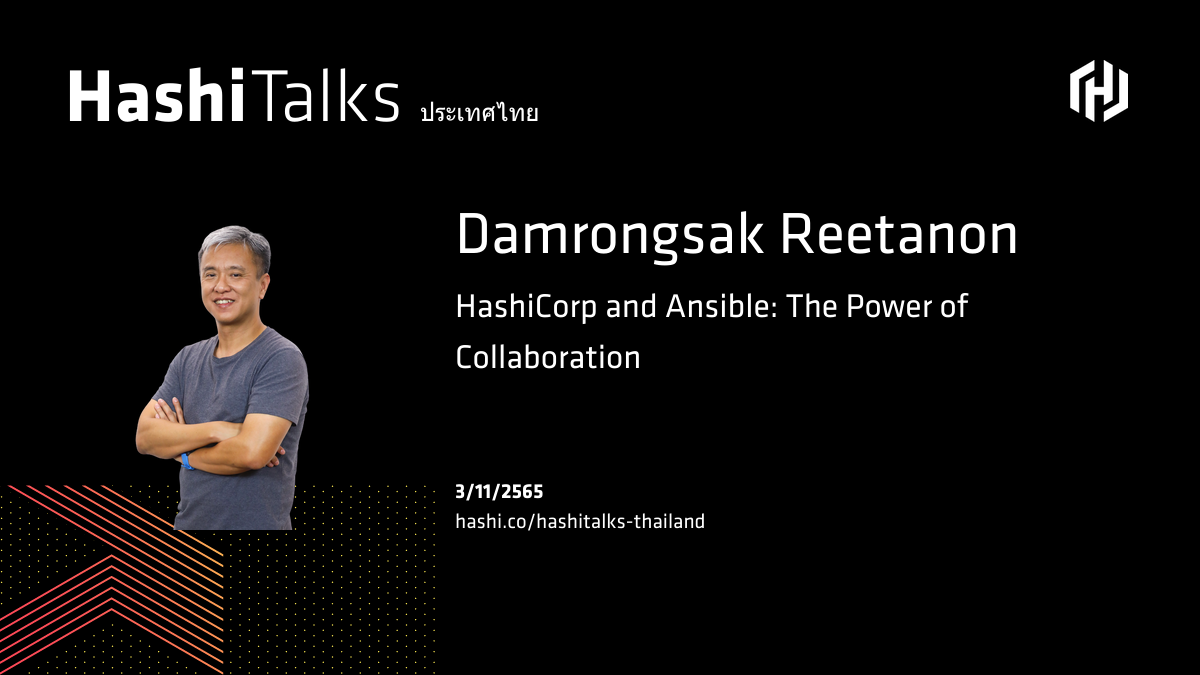 HashiTalks ประเทศไทย
Damrongsak Reetanon
HashiCorp and Ansible: The Power of
Collaboration
3/11/2565
hashi.co/hashitalks-thailand